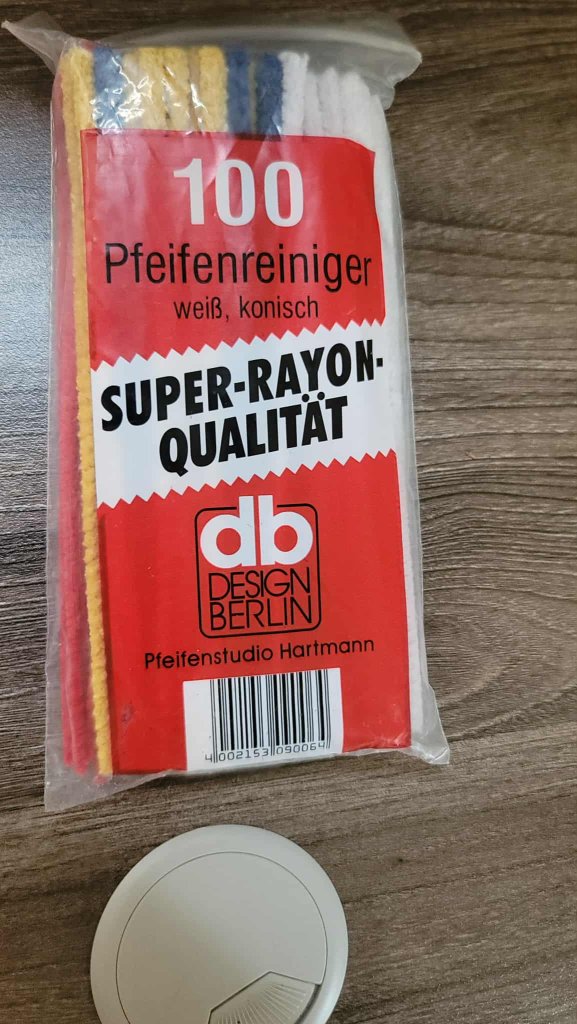 100
Pfeifenreiniger
weiß, konisch
SUPER-RAYON-
QUALITÄT
db
DESIGN
BERLIN
Pfeifenstudio Hartmann
4 002153 090064